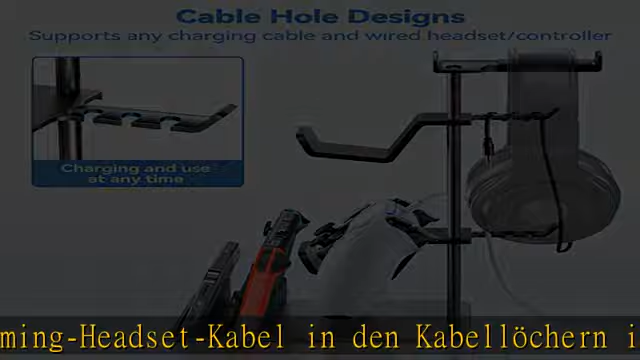 Cable Hole Designs
Supports any charging cable and wired headset/controller
Charging and use
at any time
ming-Headset-Kabel in den Kabellöchern i